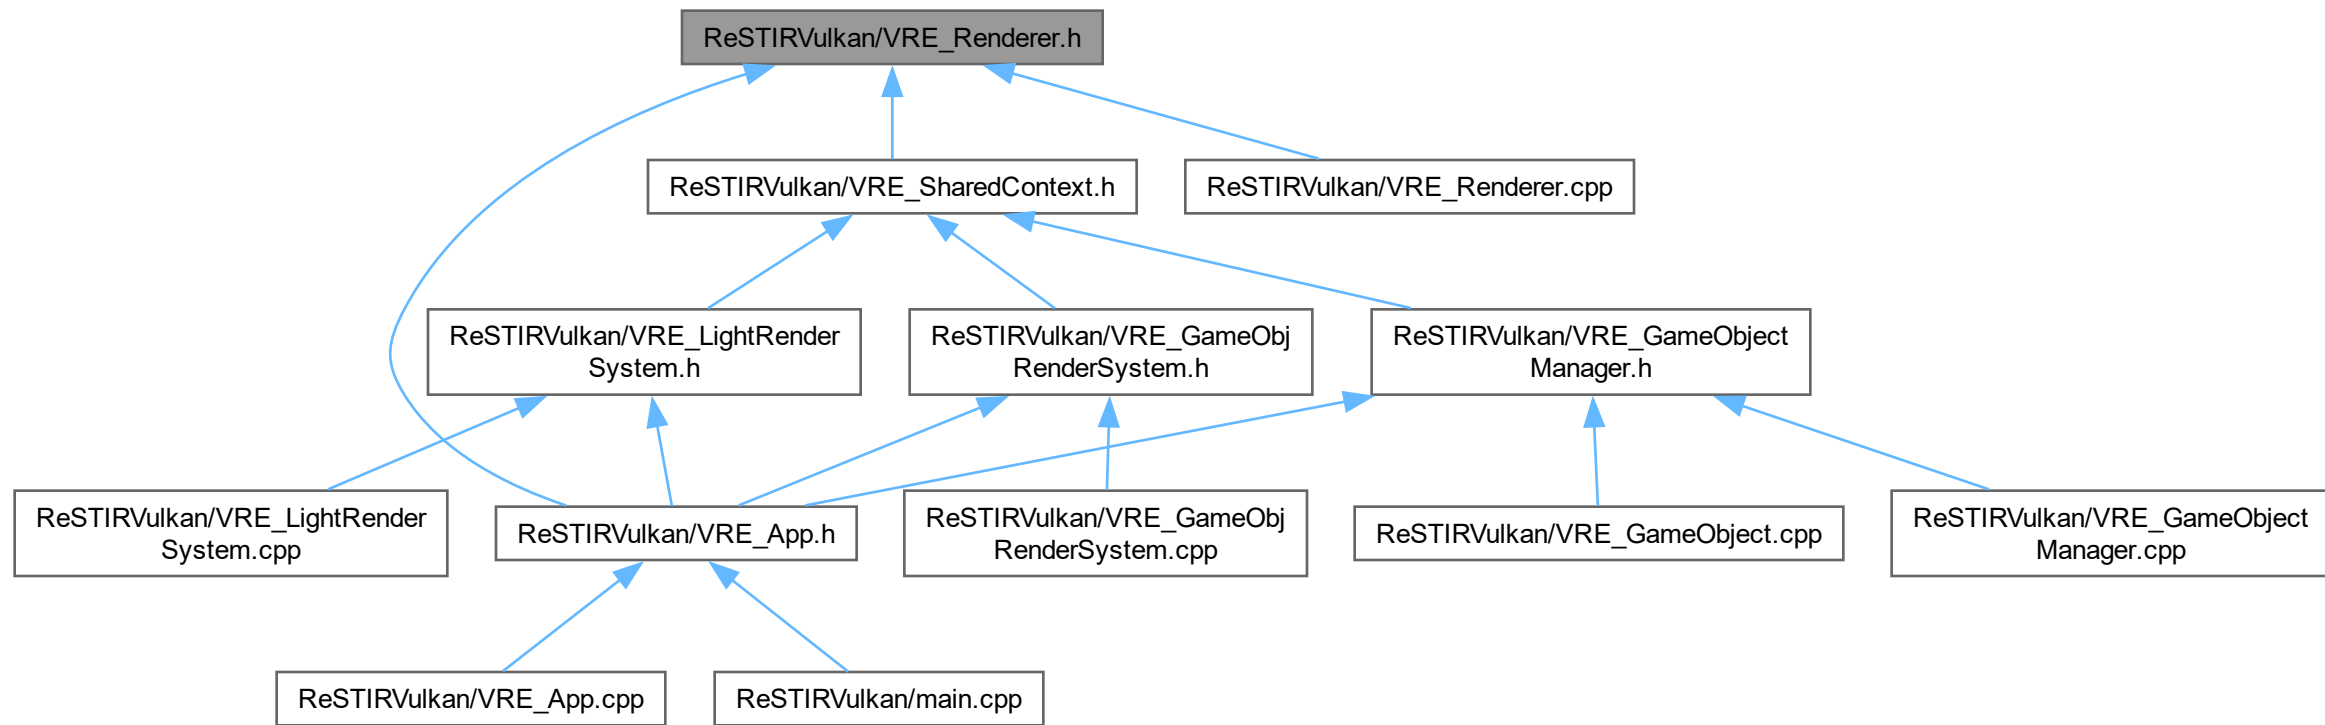 ReSTIRVulkan/VRE_Renderer.h
ReSTIRVulkan/VRE_SharedContext.h
ReSTIRVulkan/VRE_Renderer.cpp
ReSTIRVulkan/VRE_LightRender
System.h
ReSTIRVulkan/VRE_GameObj
RenderSystem.h
ReSTIRVulkan/VRE_GameObject
Manager.h
ReSTIRVulkan/VRE_LightRender
System.cpp
ReSTIRVulkan/VRE_App.h
ReSTIRVulkan/VRE_GameObj
RenderSystem.cpp
ReSTIRVulkan/VRE_GameObject.cpp
ReSTIRVulkan/VRE_GameObject
Manager.cpp
ReSTIRVulkan/VRE_App.cpp
ReSTIRVulkan/main.cpp